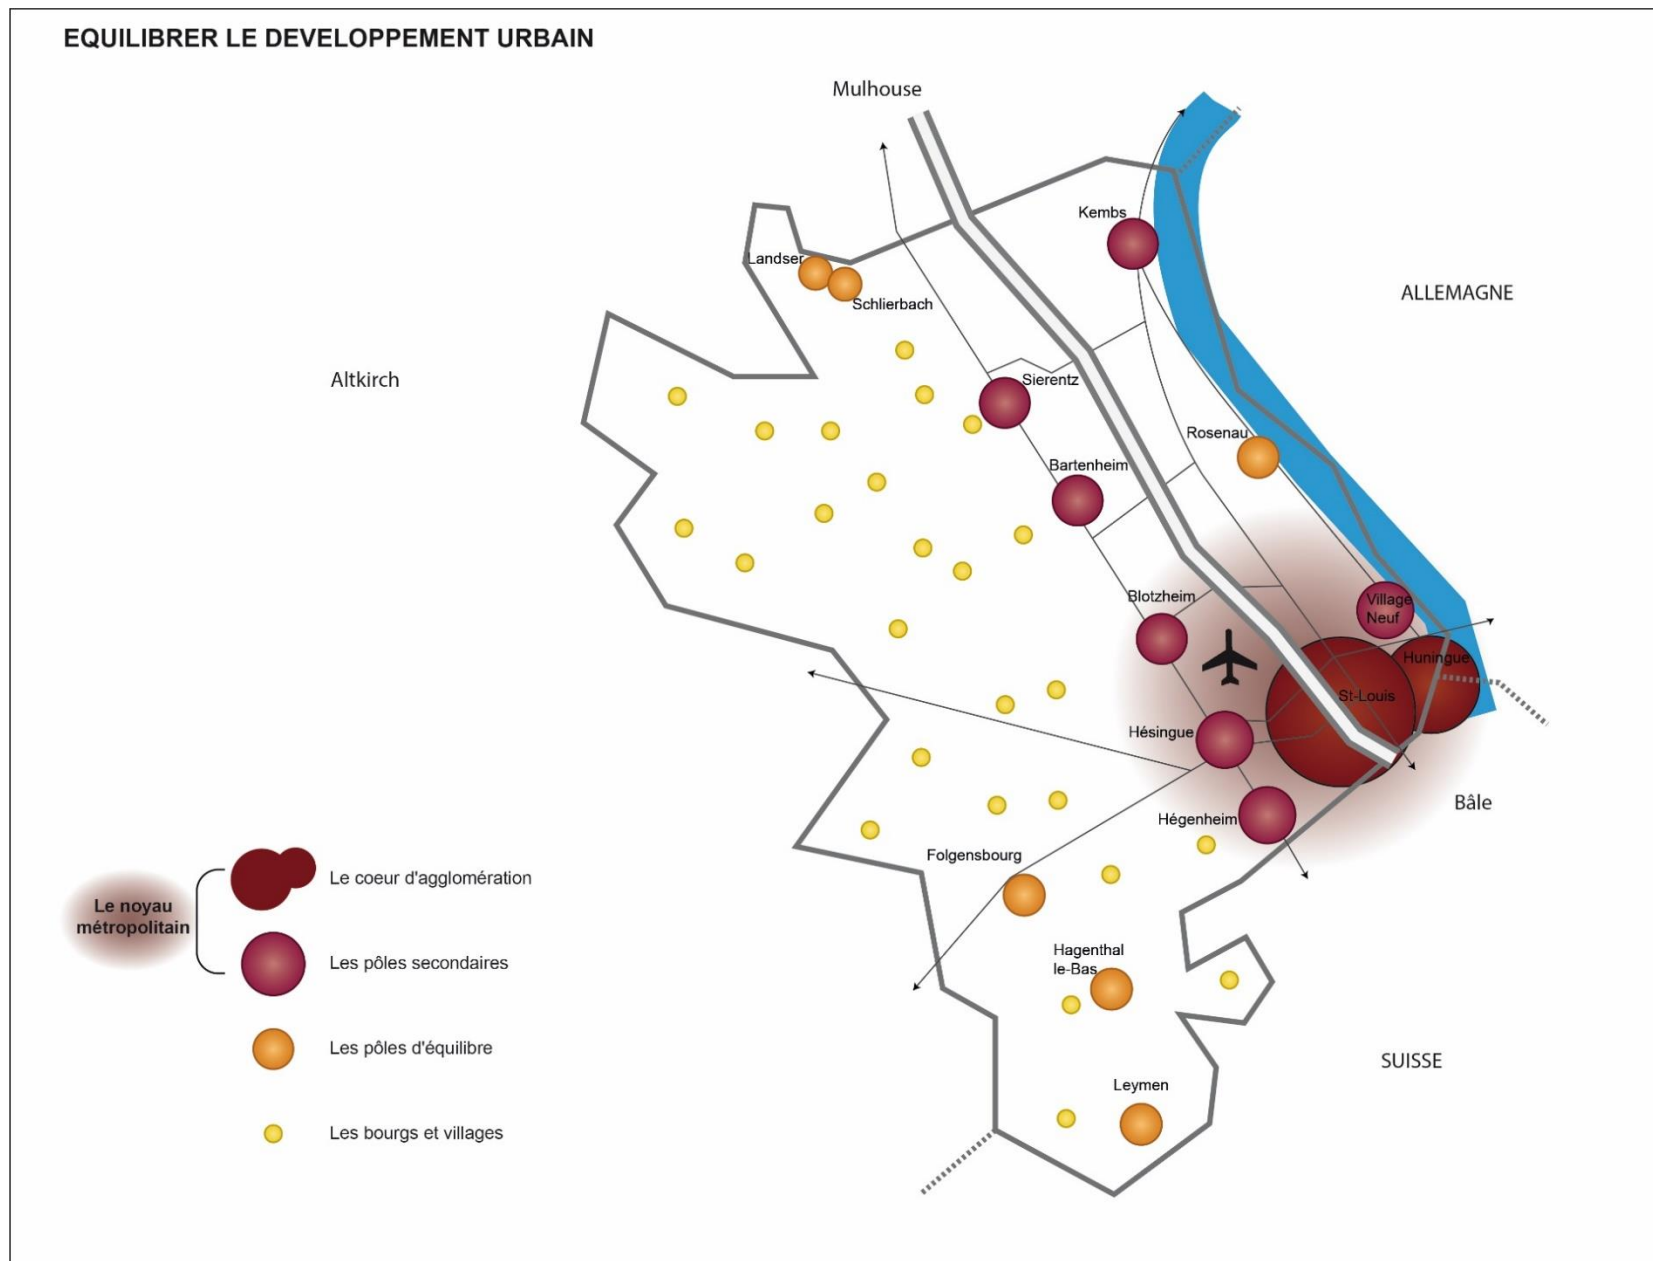 EQUILIBRER LE DEVELOPPEMENT URBAIN
Mulhouse
Kembs
Landser
Schlierbach
ALLEMAGNE
Altkirch
Sierentz
Rosenau
Bartenheim
Blotzheim
Village
Neuf
Huningue
St-Louis
Hésingue
Bâle
Hégenheim
Folgensbourg
Hagenthal
le-Bas
SUISSE
Leymen
Le noyau
métropolitain
Le coeur d'agglomération
Les pôles secondaires
Les pôles d'équilibre
Les bourgs et villages